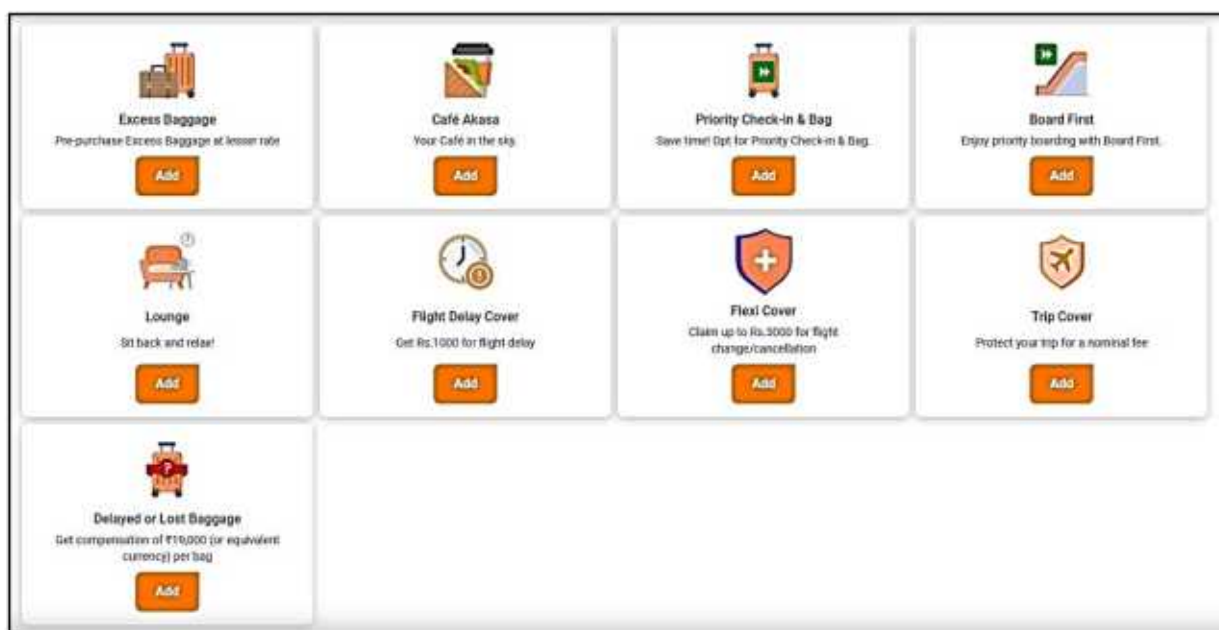 Excess Baggage
Pre-purchase Excess Baggage at lesser rate
Add
Café Akasa
Your Café in the sky.
Add
Priority Check-in & Bag
Save time! Opt for Priority Check-in & Bag.
Add
Board First
Enjoy priority boarding with Board First.
Add
Lounge
Sit back and relax!
Add
Flight Delay Cover
Get Rs.1000 for flight delay
Add
Flexi Cover
Claim up to Rs.3000 for flight
change/cancellation
Add
Trip Cover
Protect your trip for a nominal fee
Add
Delayed or Lost Baggage
Get compensation of ₹19,000 (or equivalent
currency) per bag
Add